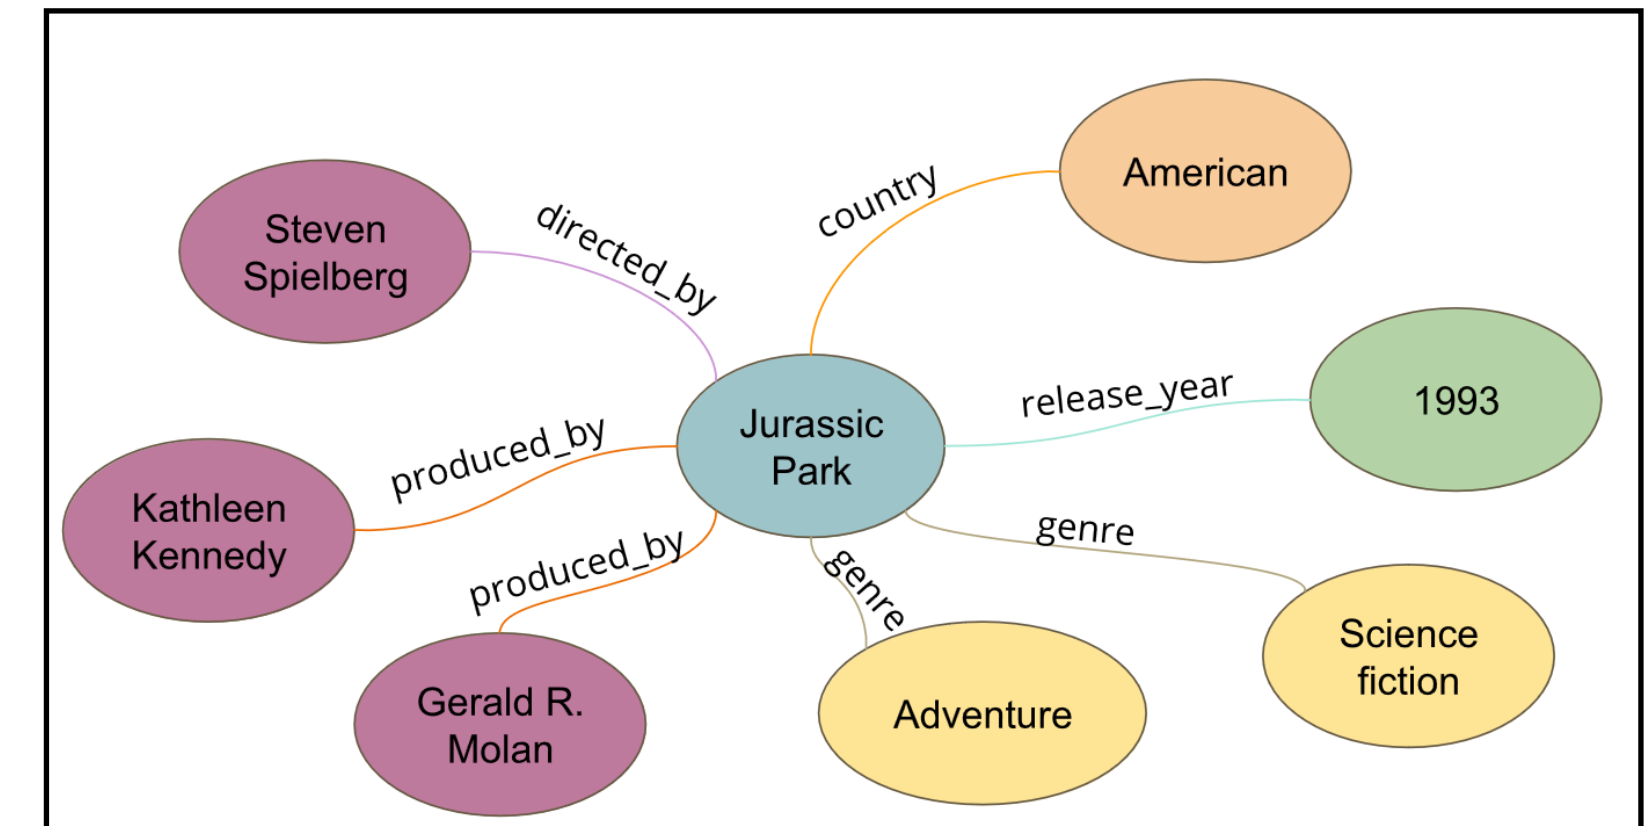 American
country
Steven
Spielberg
directed_by
1993
release_year
Jurassic
Park
produced_by
Kathleen
Kennedy
genre
produced_by
genre
Science
fiction
Gerald R.
Molan
Adventure